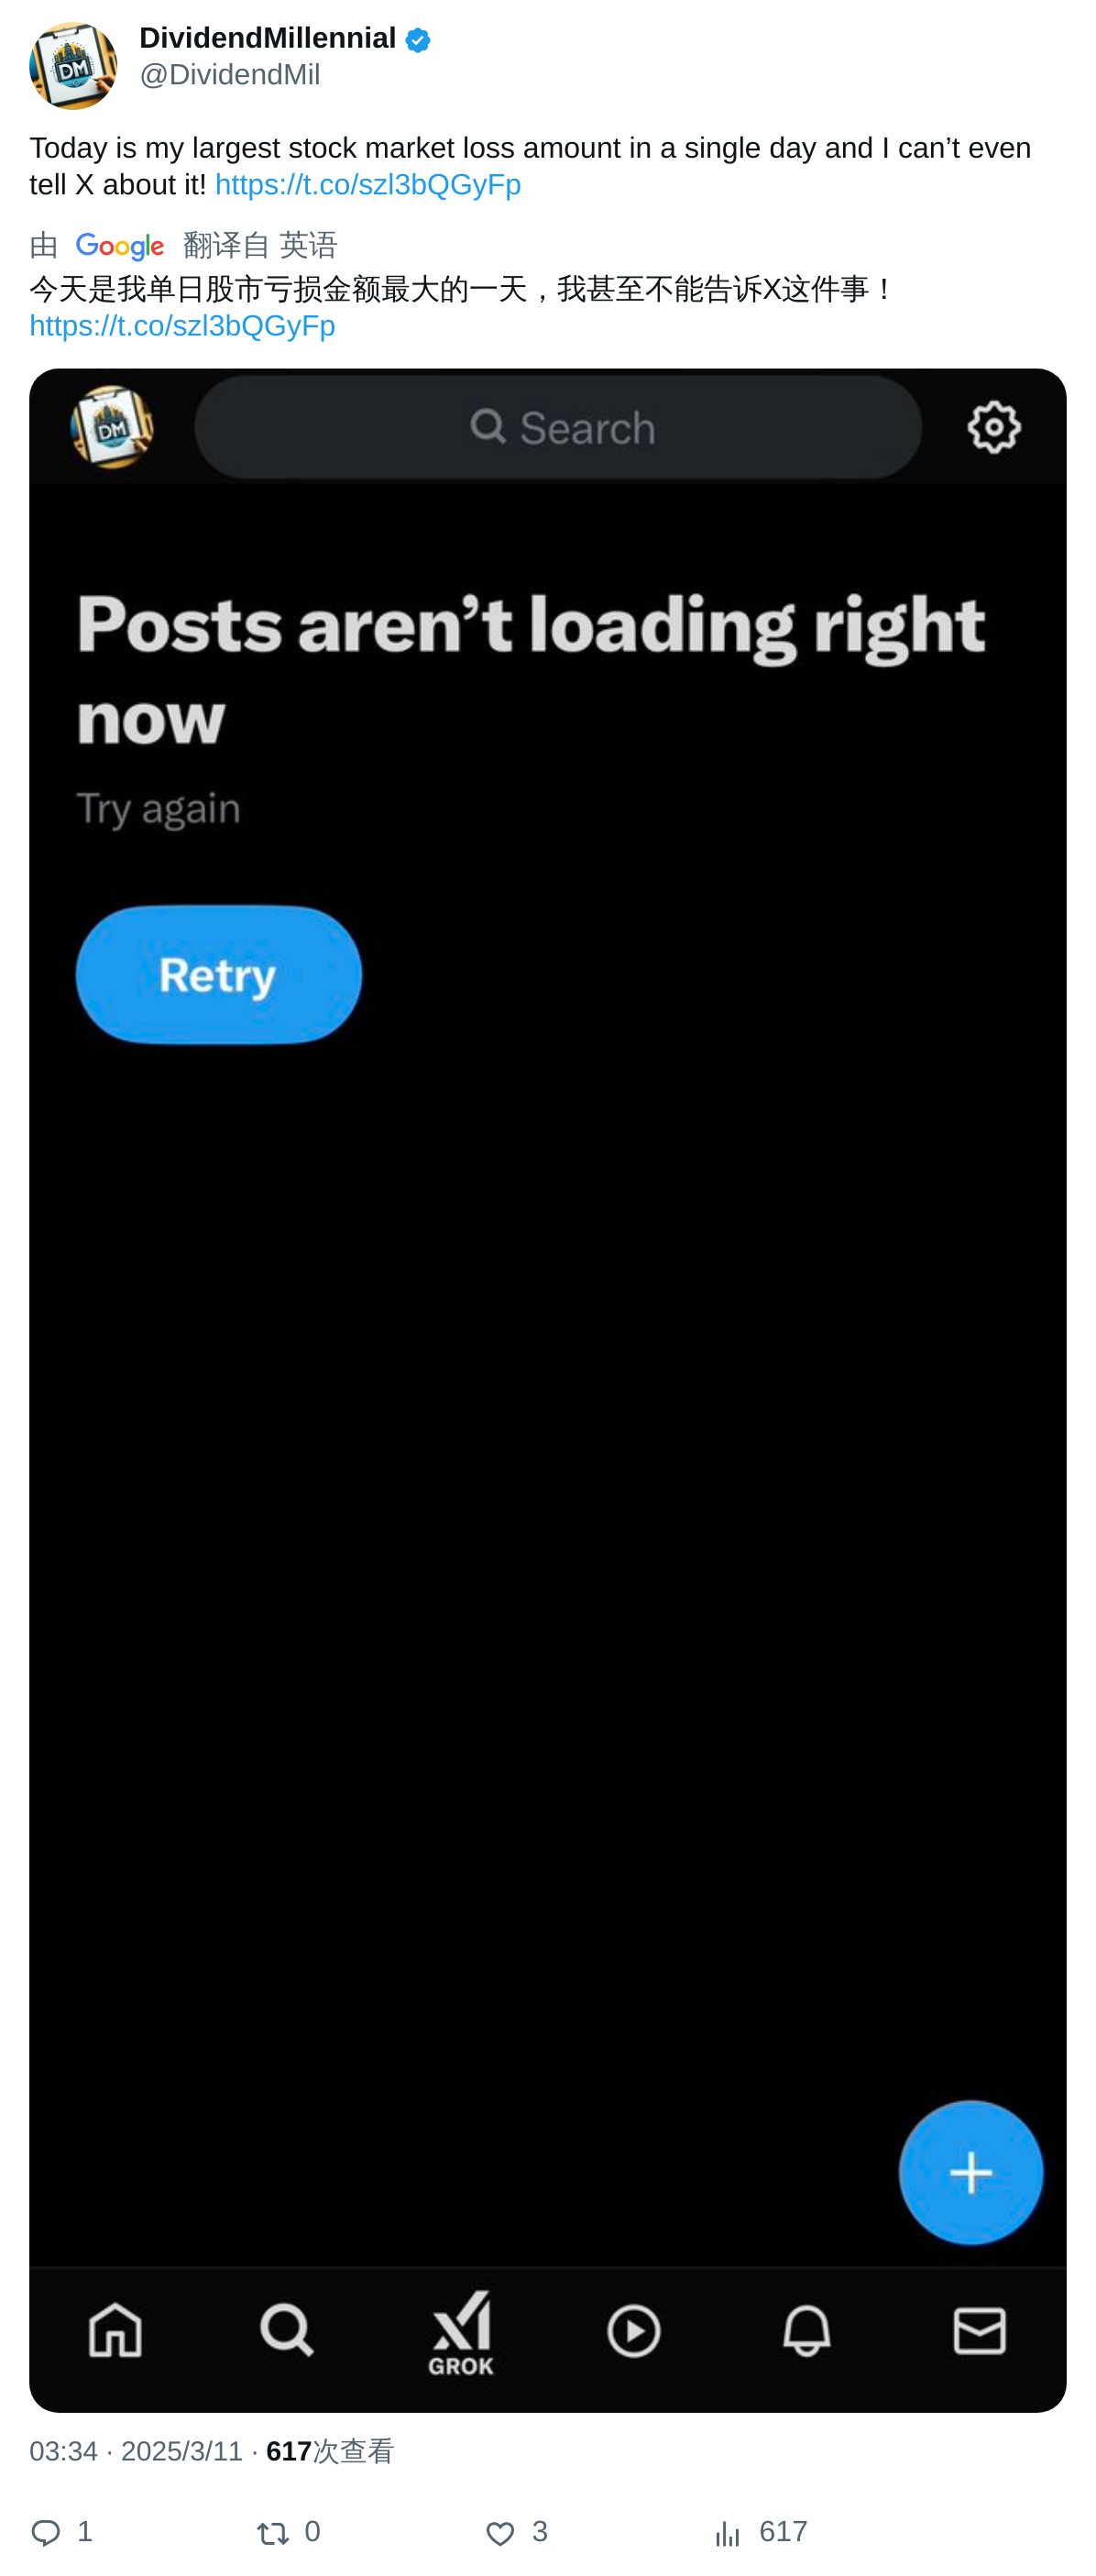 DividendMillennial
@DividendMil
Today is my largest stock market loss amount in a single day and I can’t even
tell X about it! https://t.co/szl3bQGyFp
由 Google 翻译自 英语
今天是我单日股市亏损金额最大的一天，我甚至不能告诉X这件事！
https://t.co/szl3bQGyFp
DM
Search
Posts aren’t loading right
now
Try again
Retry
GROK
03:34 · 2025/3/11 · 617次查看
1 0 3 617